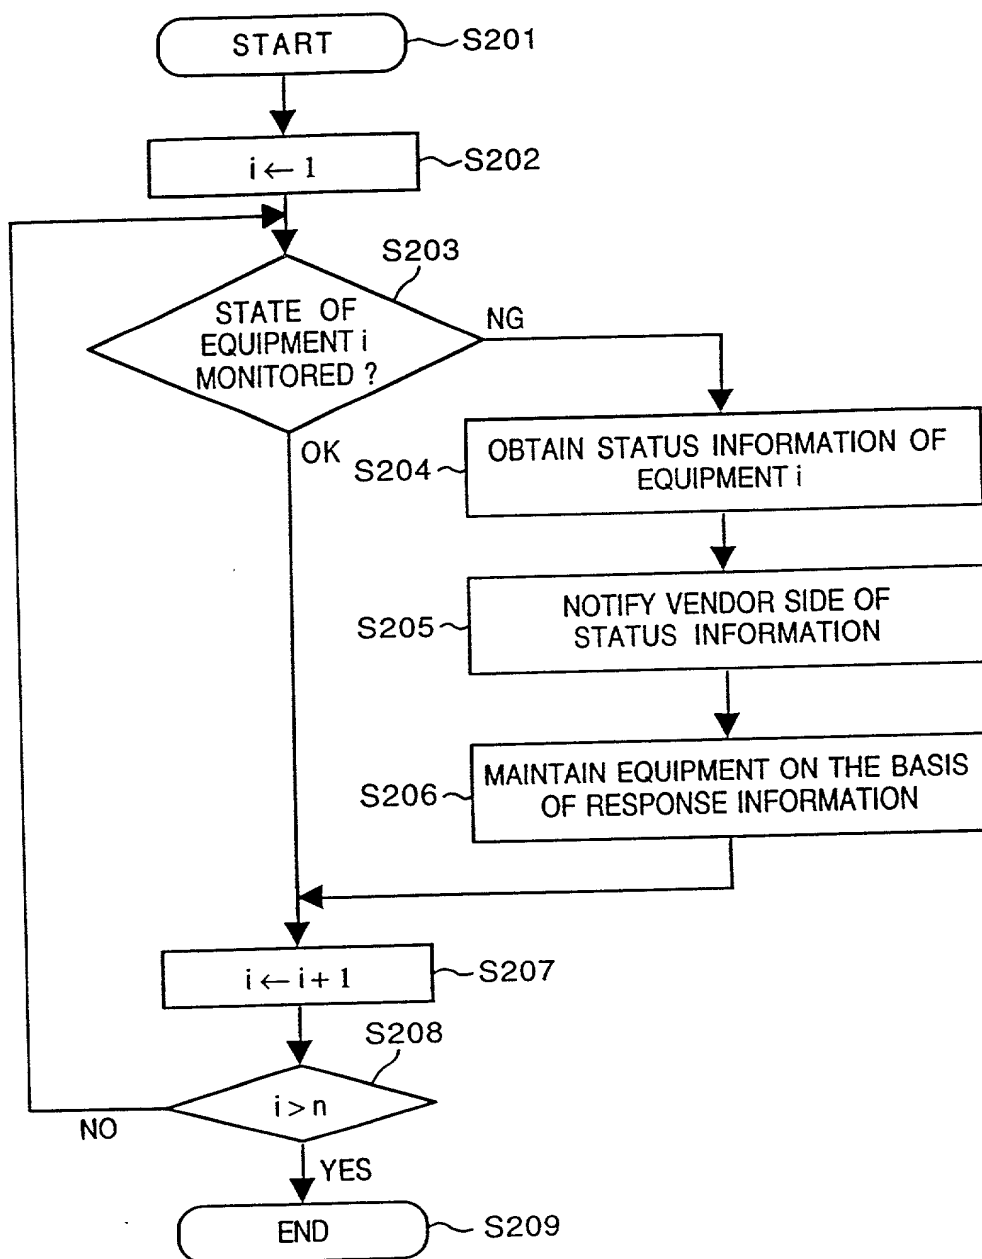 START
S201
i ← 1
S202
S203
STATE OF
EQUIPMENT i
MONITORED ?
NG
OK
S204
OBTAIN STATUS INFORMATION OF
EQUIPMENT i
S205
NOTIFY VENDOR SIDE OF
STATUS INFORMATION
S206
MAINTAIN EQUIPMENT ON THE BASIS
OF RESPONSE INFORMATION
i ← i + 1
S207
S208
i > n
NO
YES
END
S209